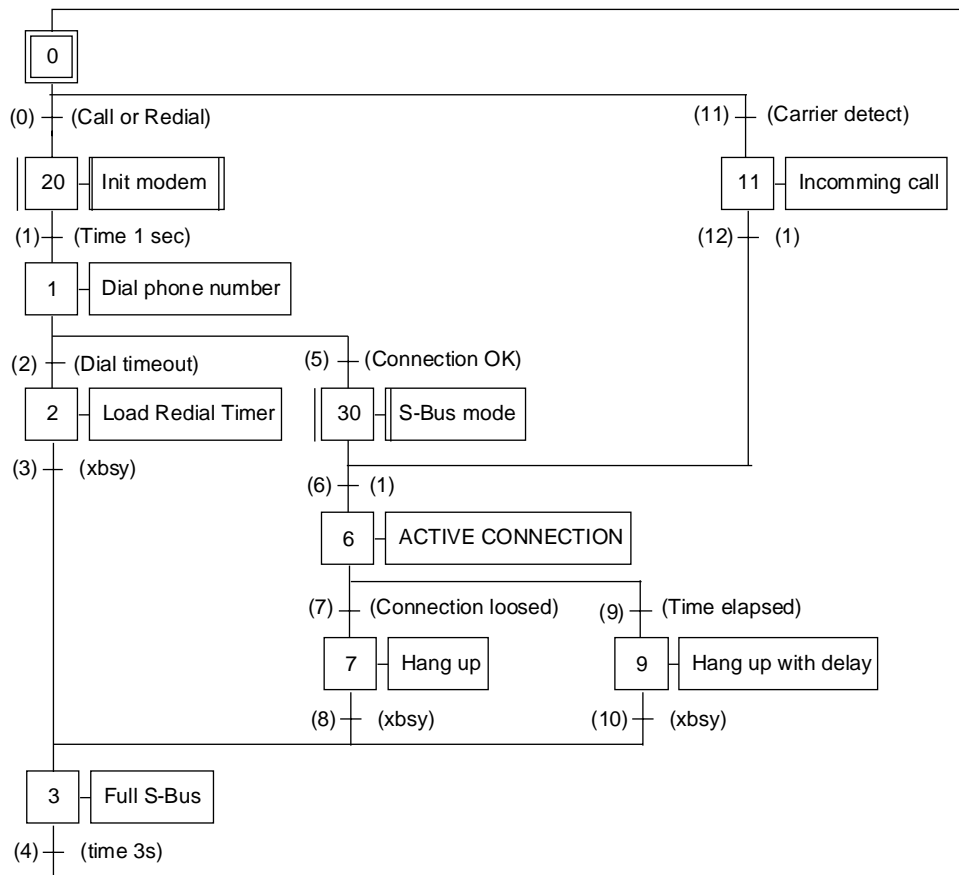 0
(0) (Call or Redial)
(11) (Carrier detect)
20 Init modem
11 Incomming call
(1) (Time 1 sec)
(12) (1)
1 Dial phone number
(2) (Dial timeout)
(5) (Connection OK)
2 Load Redial Timer
30 S-Bus mode
(3) (xbsy)
(6) (1)
6 ACTIVE CONNECTION
(7) (Connection loosed)
(9) (Time elapsed)
7 Hang up
9 Hang up with delay
(8) (xbsy)
(10) (xbsy)
3 Full S-Bus
(4) (time 3s)